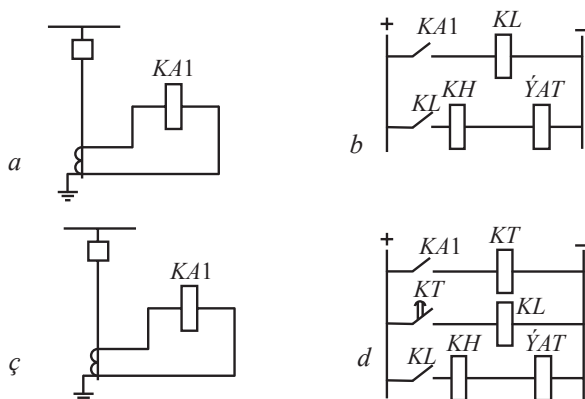 + −
KA1 KL
KA1
KL KH ÝAT
a b
+ −
KA1 KT
KA1
KT KL
ç d
KL KH ÝAT